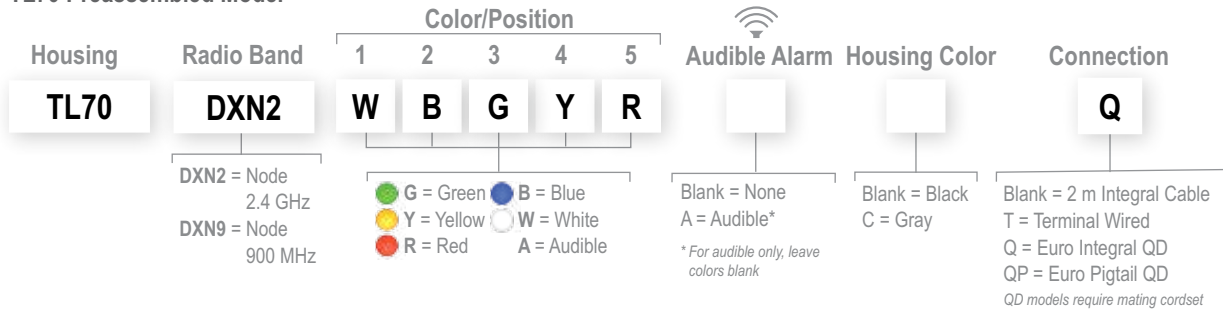 TL70 Preassembled Model
Color/Position
Housing Radio Band 1 2 3 4 5 Audible Alarm Housing Color Connection
TL70 DXN2 W B G Y R Q
DXN2 = Node
2.4 GHz
DXN9 = Node
900 MHz
G = Green B = Blue
Y = Yellow W = White
R = Red A = Audible
Blank = None
A = Audible*
* For audible only, leave
colors blank
Blank = Black
C = Gray
Blank = 2 m Integral Cable
T = Terminal Wired
Q = Euro Integral QD
QP = Euro Pigtail QD
QD models require mating cordset